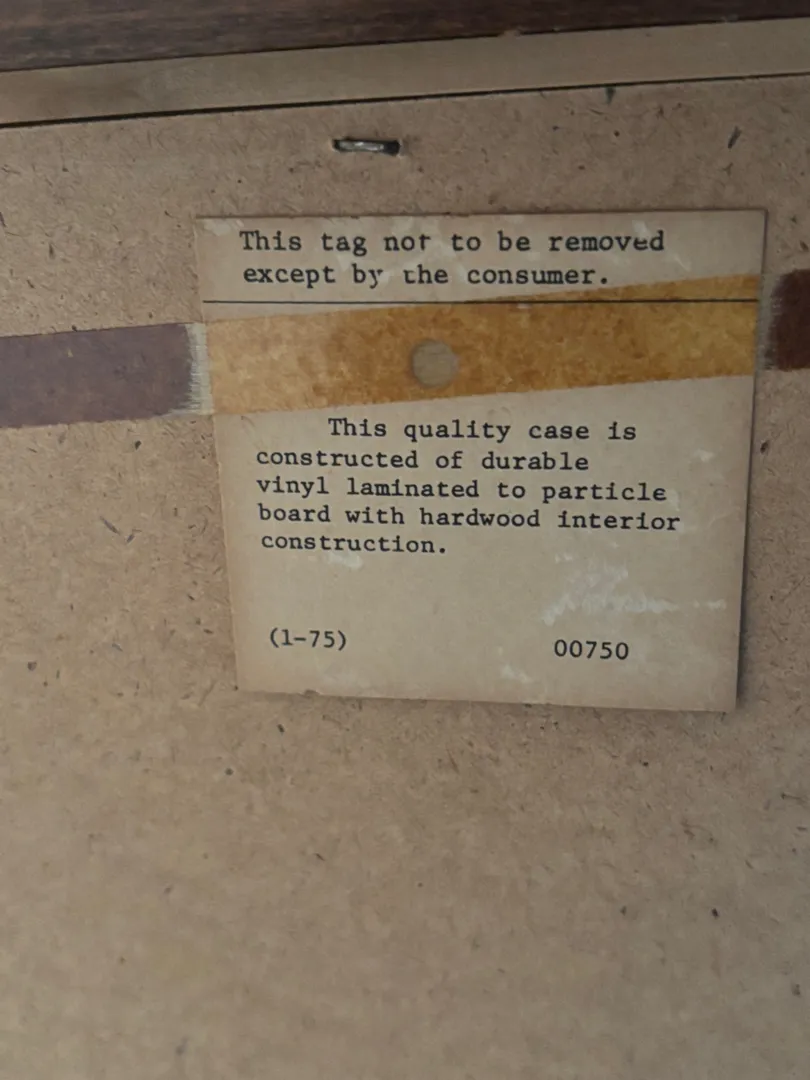 This tag not to be removed
except by the consumer.
This quality case is
constructed of durable
vinyl laminated to particle
board with hardwood interior
construction.
(1-75)
00750